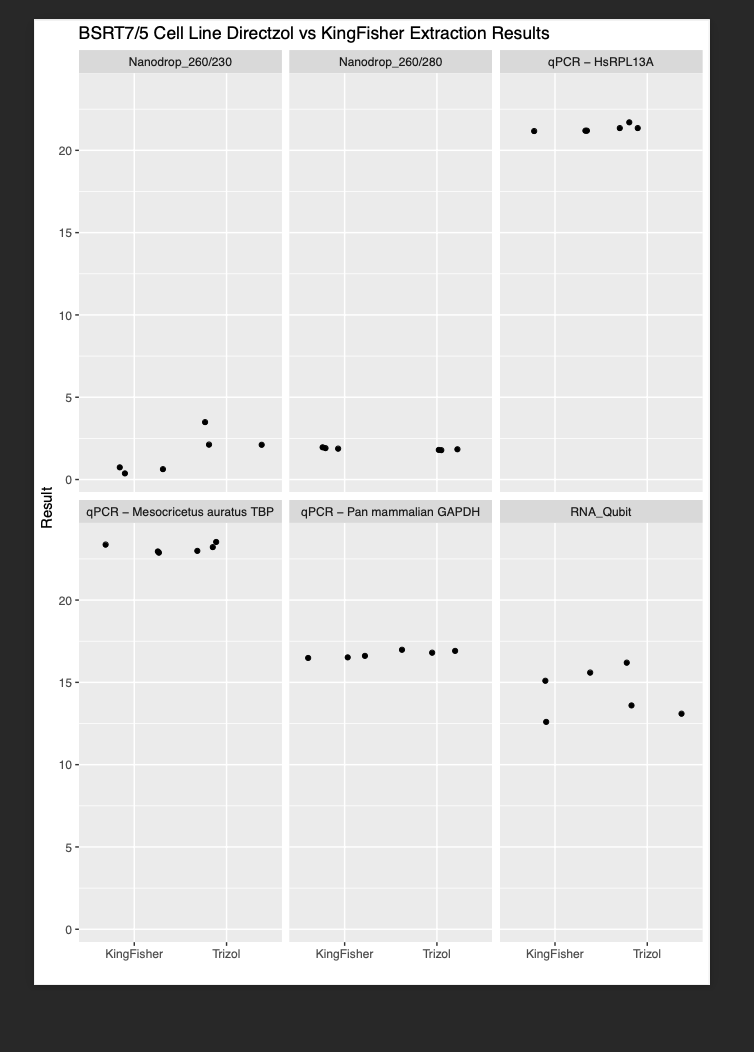 BSRT7/5 Cell Line Directzol vs KingFisher Extraction Results
Nanodrop_260/230
Nanodrop_260/280
qPCR – HsRPL13A
20
15
10
5
0
Result
qPCR – Mesocricetus auratus TBP
qPCR – Pan mammalian GAPDH
RNA_Qubit
20
15
10
5
0
KingFisher
Trizol
KingFisher
Trizol
KingFisher
Trizol